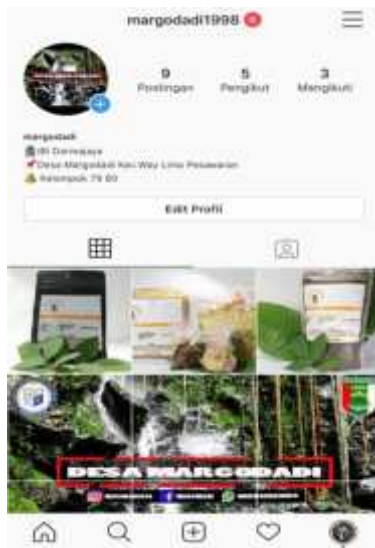 margodadi1998
9 5 3
Postingan Pengikut Mengikuti
margodadi
IBI Darmajaya
Desa Margodadi Kec Way Lima Pesawaran
Kelompok 79 80
Edit Profil
DESA MARGODADI